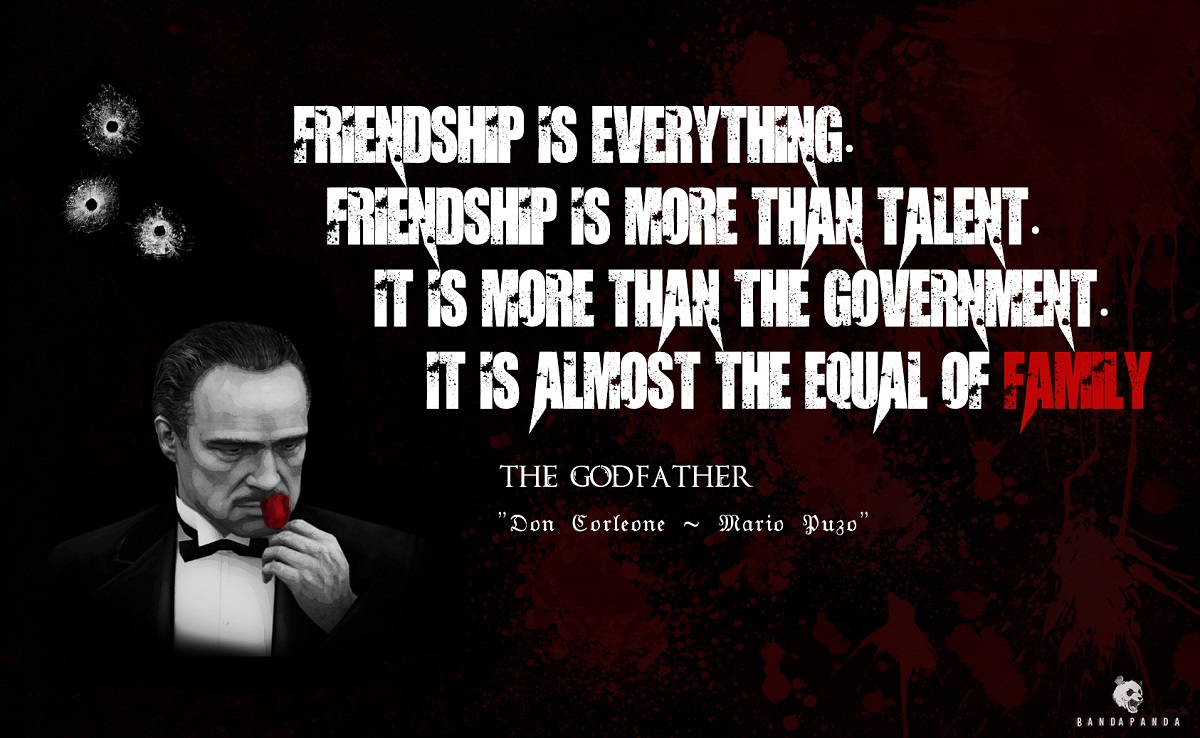 FRIENDSHIP IS EVERYTHING.
FRIENDSHIP IS MORE THAN TALENT.
IT IS MORE THAN THE GOVERNMENT.
IT IS ALMOST THE EQUAL OF FAMILY
THE GODFATHER
"Don Corleone ~ Mario Puzo"
BANDAPANDA